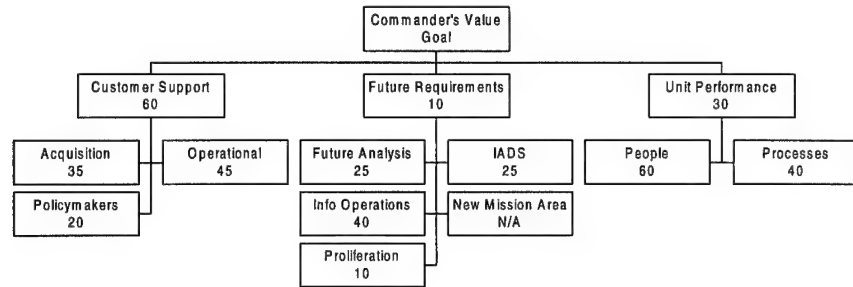 Commander's Value
Goal
Customer Support
60
Future Requirements
10
Unit Performance
30
Acquisition
35
Operational
45
Policymakers
20
Future Analysis
25
IADS
25
Info Operations
40
New Mission Area
N/A
Proliferation
10
People
60
Processes
40